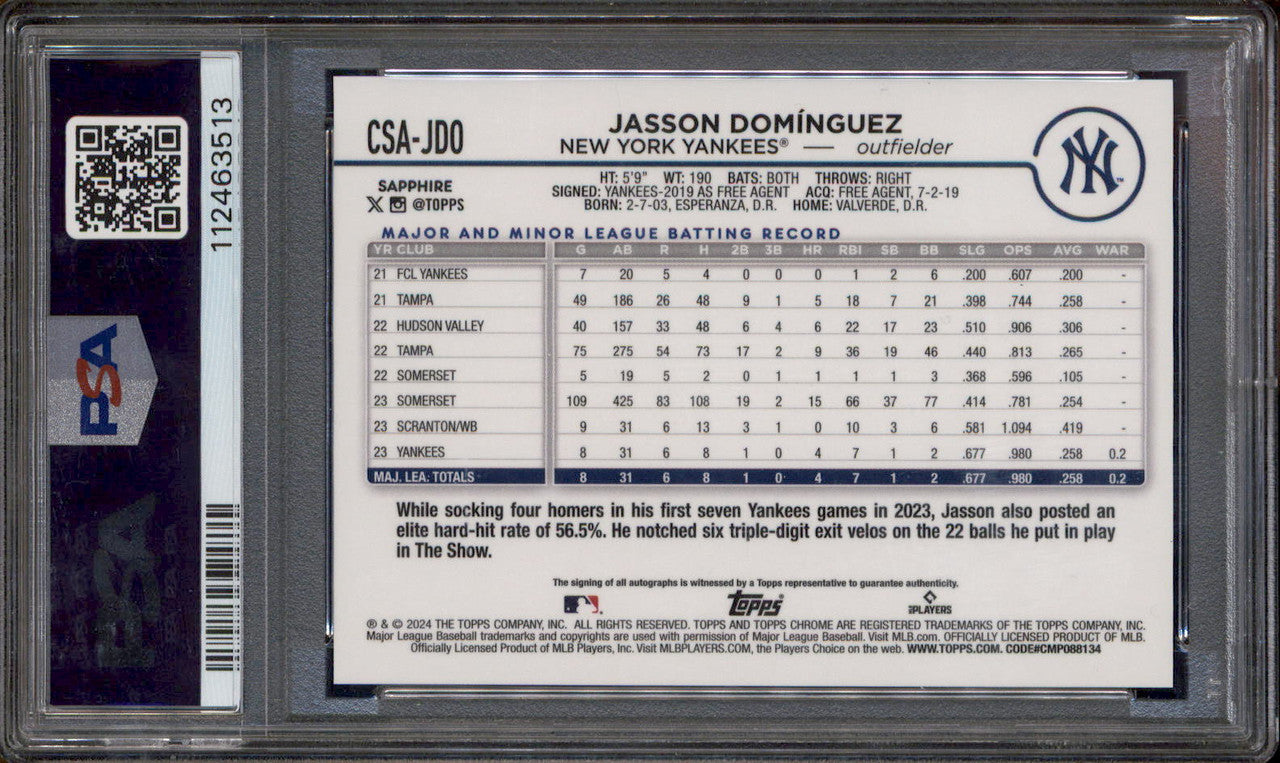 112463513
PSA
PSA
CSA-JDO
JASSON DOMÍNGUEZ
NEW YORK YANKEES® — outfielder
NY™
SAPPHIRE
@TOPPS
HT: 5'9" WT: 190 BATS: BOTH THROWS: RIGHT
SIGNED: YANKEES-2019 AS FREE AGENT ACQ: FREE AGENT, 7-2-19
BORN: 2-7-03, ESPERANZA, D.R. HOME: VALVERDE, D.R.
MAJOR AND MINOR LEAGUE BATTING RECORD
YR CLUB G AB R H 2B 3B HR RBI SB BB SLG OPS AVG WAR
21 FCL YANKEES 7 20 5 4 0 0 0 1 2 6 .200 .607 .200 -
21 TAMPA 49 186 26 48 9 1 5 18 7 21 .398 .744 .258 -
22 HUDSON VALLEY 40 157 33 48 6 4 6 22 17 23 .510 .906 .306 -
22 TAMPA 75 275 54 73 17 2 9 36 19 46 .440 .813 .265 -
22 SOMERSET 5 19 5 2 0 1 1 1 1 3 .368 .596 .105 -
23 SOMERSET 109 425 83 108 19 2 15 66 37 77 .414 .781 .254 -
23 SCRANTON/WB 9 31 6 13 3 1 0 10 3 6 .581 1.094 .419 -
23 YANKEES 8 31 6 8 1 0 4 7 1 2 .677 .980 .258 0.2
MAJ. LEA. TOTALS 8 31 6 8 1 0 4 7 1 2 .677 .980 .258 0.2
While socking four homers in his first seven Yankees games in 2023, Jasson also posted an
elite hard-hit rate of 56.5%. He notched six triple-digit exit velos on the 22 balls he put in play
in The Show.
The signing of all autographs is witnessed by a Topps representative to guarantee authenticity.
Topps
PLAYERS
® & © 2024 THE TOPPS COMPANY, INC. ALL RIGHTS RESERVED. TOPPS AND TOPPS CHROME ARE REGISTERED TRADEMARKS OF THE TOPPS COMPANY, INC.
Major League Baseball trademarks and copyrights are used with permission of Major League Baseball. Visit MLB.com. OFFICIALLY LICENSED PRODUCT OF MLB.
Officially Licensed Product of MLB Players, Inc. Visit MLBPLAYERS.COM, the Players Choice on the web. WWW.TOPPS.COM. CODE#CMP088134